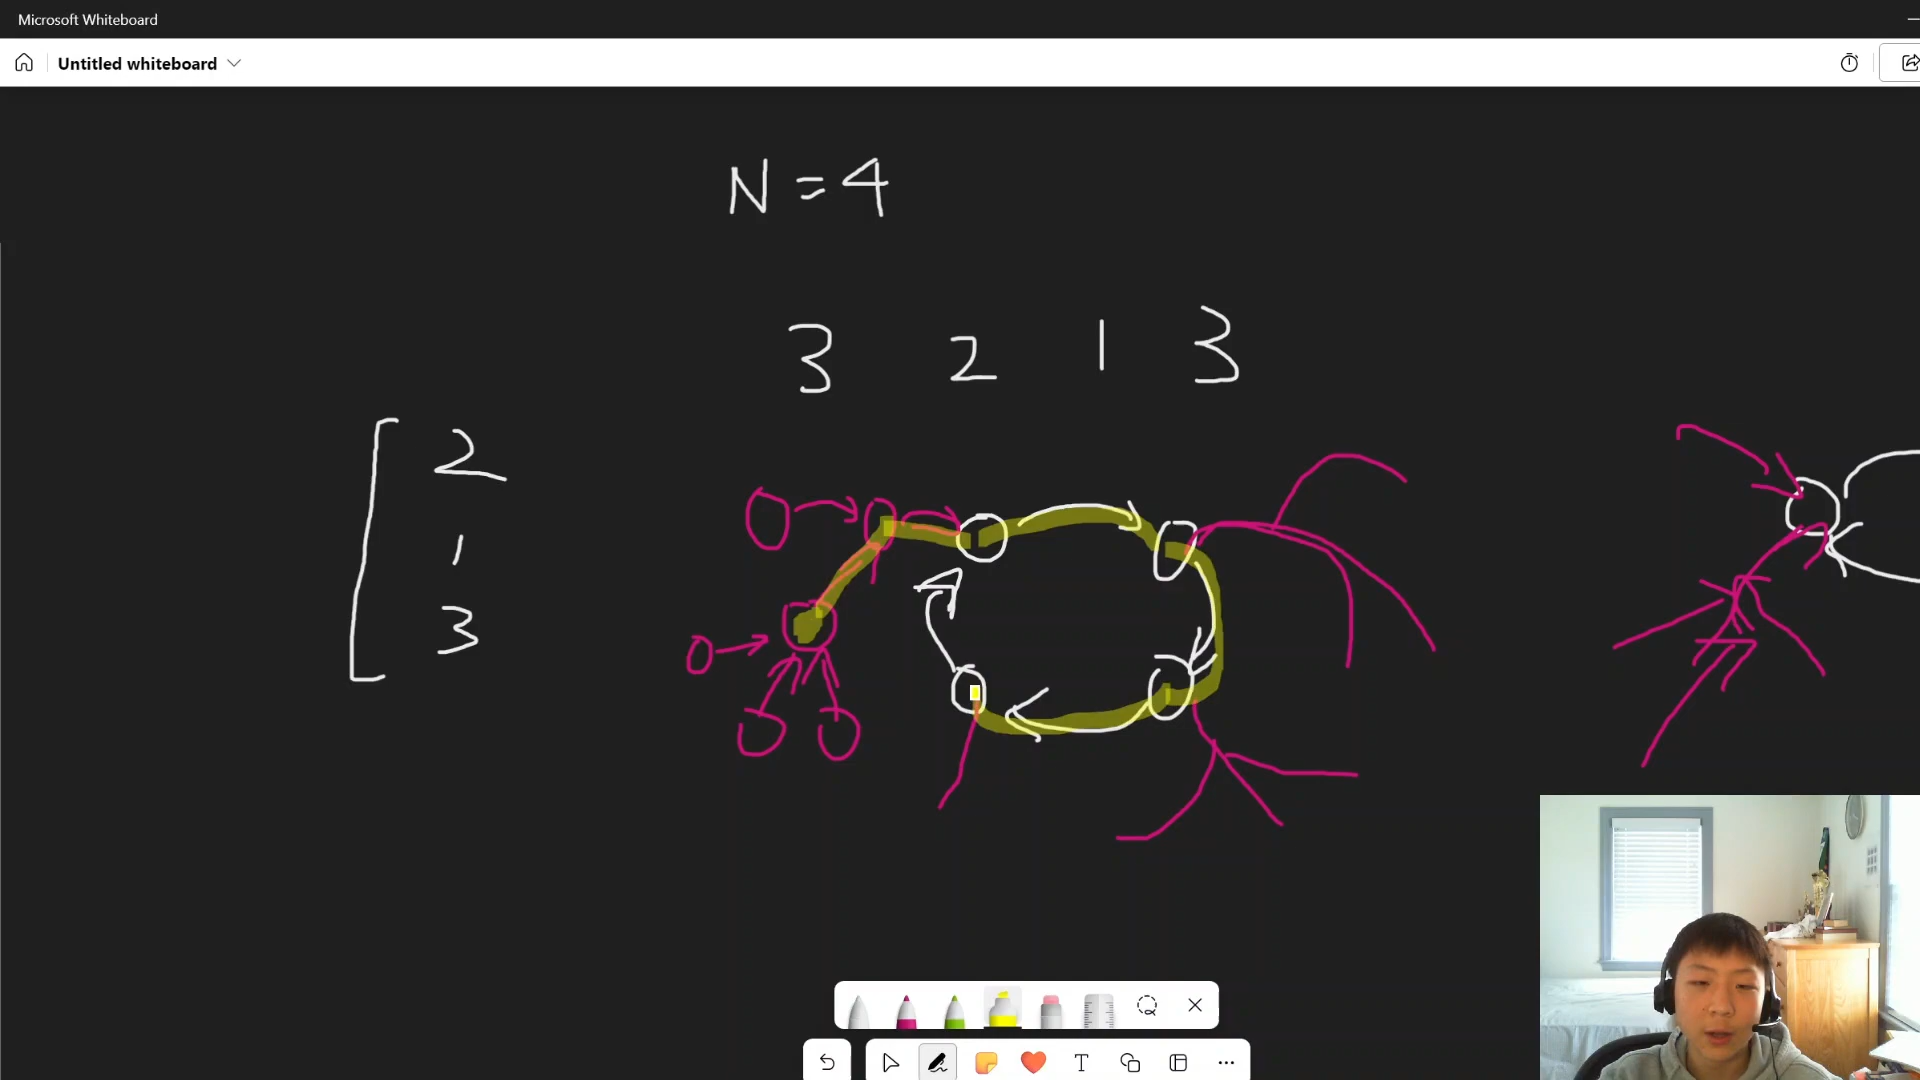 Microsoft Whiteboard
Untitled whiteboard
N = 4
3 2 1 3
2
1
3